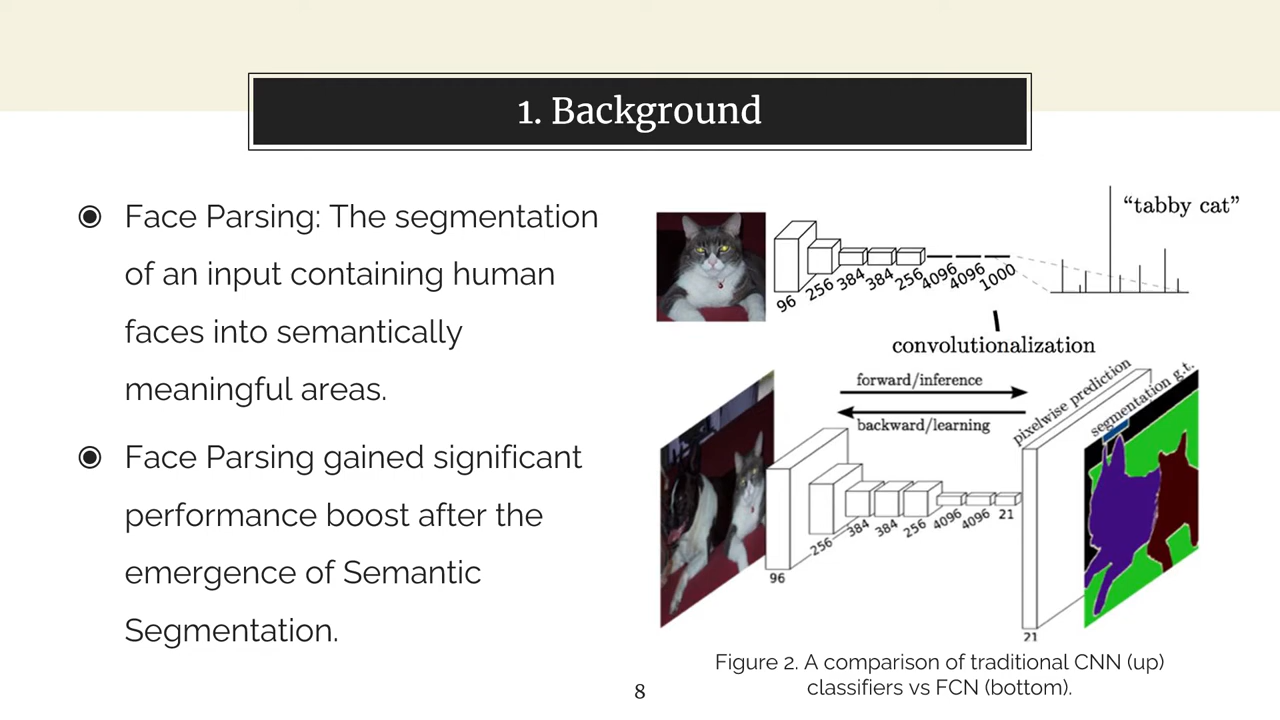 1. Background
◉ Face Parsing: The segmentation
of an input containing human
faces into semantically
meaningful areas.
◉ Face Parsing gained significant
performance boost after the
emergence of Semantic
Segmentation.
“tabby cat”
96 256 384 384 256 4096 4096 1000
convolutionalization
forward/inference
backward/learning
pixelwise prediction
segmentation g.t.
96 256 384 384 256 4096 4096 21
21
Figure 2. A comparison of traditional CNN (up)
classifiers vs FCN (bottom).
8